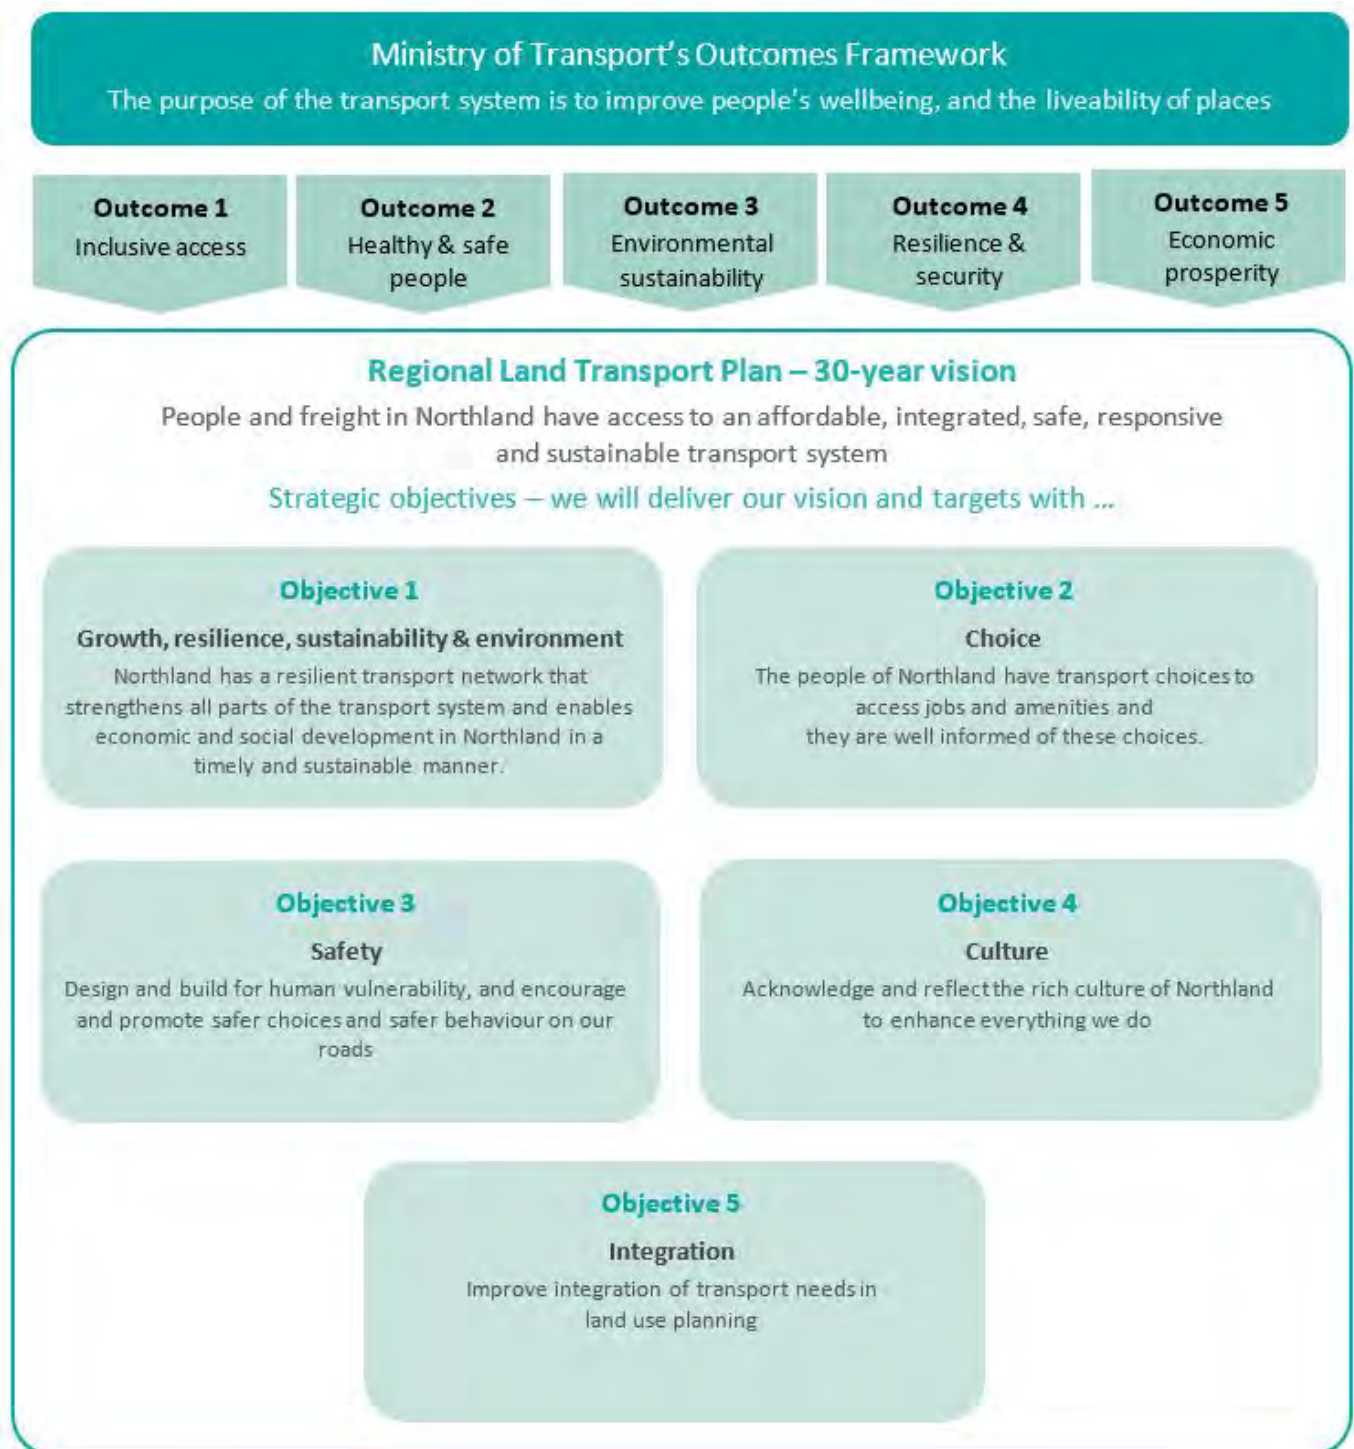 Ministry of Transport's Outcomes Framework
The purpose of the transport system is to improve people's wellbeing, and the liveability of places
Outcome 1
Inclusive access
Outcome 2
Healthy & safe
people
Outcome 3
Environmental
sustainability
Outcome 4
Resilience &
security
Outcome 5
Economic
prosperity
Regional Land Transport Plan – 30-year vision
People and freight in Northland have access to an affordable, integrated, safe, responsive
and sustainable transport system
Strategic objectives – we will deliver our vision and targets with ...
Objective 1
Growth, resilience, sustainability & environment
Northland has a resilient transport network that
strengthens all parts of the transport system and enables
economic and social development in Northland in a
timely and sustainable manner.
Objective 2
Choice
The people of Northland have transport choices to
access jobs and amenities and
they are well informed of these choices.
Objective 3
Safety
Design and build for human vulnerability, and encourage
and promote safer choices and safer behaviour on our
roads
Objective 4
Culture
Acknowledge and reflect the rich culture of Northland
to enhance everything we do
Objective 5
Integration
Improve integration of transport needs in
land use planning